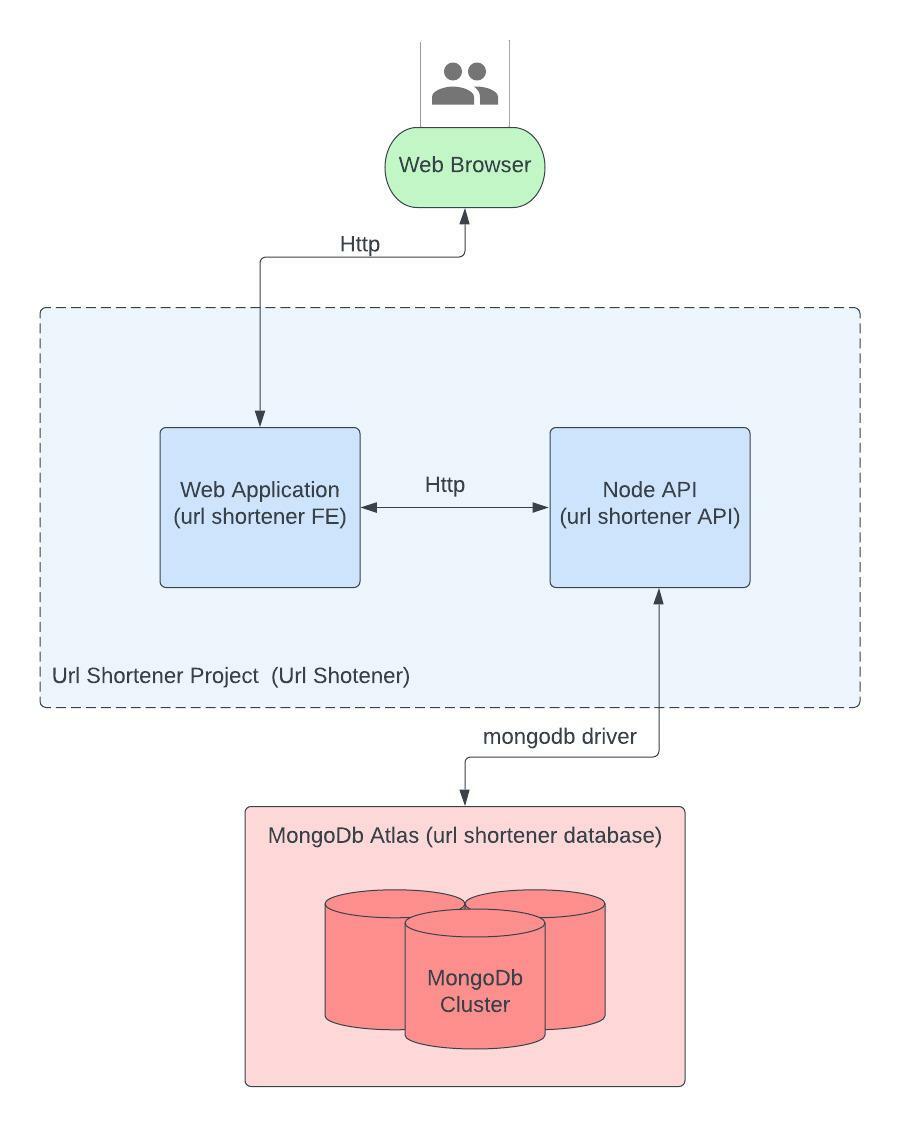 Web Browser
Http
Web Application
(url shortener FE)
Http
Node API
(url shortener API)
Url Shortener Project  (Url Shotener)
mongodb driver
MongoDb Atlas (url shortener database)
MongoDb
Cluster